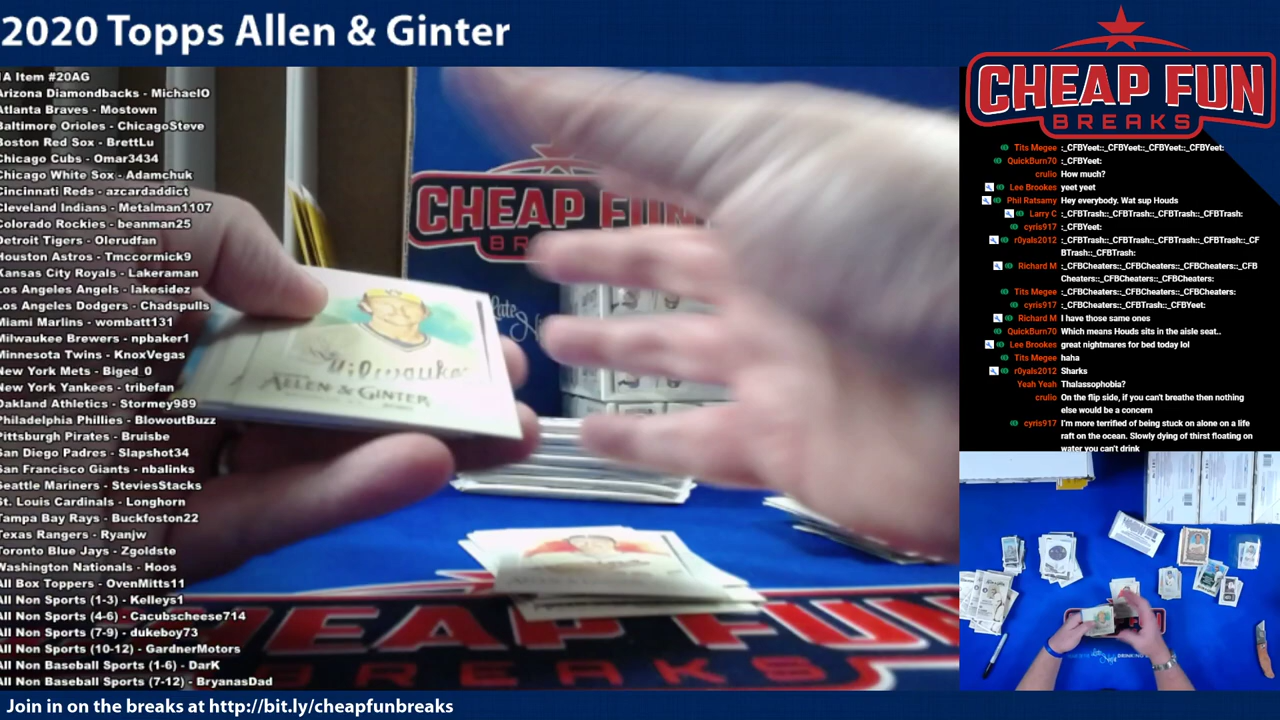 2020 Topps Allen & Ginter
1A Item #20AG
Arizona Diamondbacks - MichaelO
Atlanta Braves - Mostown
Baltimore Orioles - ChicagoSteve
Boston Red Sox - BrettLu
Chicago Cubs - Omar3434
Chicago White Sox - Adamchuk
Cincinnati Reds - azcardaddict
Cleveland Indians - Metalman1107
Colorado Rockies - beanman25
Detroit Tigers - Olerudfan
Houston Astros - Tmccormick9
Kansas City Royals - Lakeraman
Los Angeles Angels - lakesidez
Los Angeles Dodgers - Chadspulls
Miami Marlins - wombatt131
Milwaukee Brewers - npbaker1
Minnesota Twins - KnoxVegas
New York Mets - Biged_0
New York Yankees - tribefan
Oakland Athletics - Stormey989
Philadelphia Phillies - BlowoutBuzz
Pittsburgh Pirates - Bruisbe
San Diego Padres - Slapshot34
San Francisco Giants - nbalinks
Seattle Mariners - SteviesStacks
St. Louis Cardinals - Longhorn
Tampa Bay Rays - Buckfoston22
Texas Rangers - Ryanjw
Toronto Blue Jays - Zgoldste
Washington Nationals - Hoos
All Box Toppers - OvenMitts11
All Non Sports (1-3) - Kelleys1
All Non Sports (4-6) - Cacubscheese714
All Non Sports (7-9) - dukeboy73
All Non Sports (10-12) - GardnerMotors
All Non Baseball Sports (1-6) - DarK
All Non Baseball Sports (7-12) - BryanasDad
CHEAP FUN
BR
Late
Milwauke
ALLEN & GINTER
CHEAP FUN
BREAKS
CHEAP FUN
BREAKS
Tits Megee :_CFBYeet::_CFBYeet::_CFBYeet::_CFBYeet:
QuickBurn70 :_CFBYeet:
crulio How much?
Lee Brookes yeet yeet
Phil Ratsamy Hey everybody. Wat sup Houds
Larry C :_CFBTrash::_CFBTrash::_CFBTrash::_CFBTrash:
cyris917 :_CFBYeet:
r0yals2012 :_CFBTrash::_CFBTrash::_CFBTrash::_CFBTrash::_CF
BTrash::_CFBTrash:
Richard M :_CFBCheaters::_CFBCheaters::_CFBCheaters::_CFB
Cheaters::_CFBCheaters::_CFBCheaters:
Tits Megee :_CFBCheaters::_CFBCheaters::_CFBCheaters:
cyris917 :_CFBCheaters::_CFBTrash::_CFBYeet:
Richard M I have those same ones
QuickBurn70 Which means Houds sits in the aisle seat..
Lee Brookes great nightmares for bed today lol
Tits Megee haha
r0yals2012 Sharks
Yeah Yeah Thalassophobia?
crulio On the flip side, if you can't breathe then nothing
else would be a concern
cyris917 I'm more terrified of being stuck on alone on a life
raft on the ocean. Slowly dying of thirst floating on
water you can't drink
Join in on the breaks at http://bit.ly/cheapfunbreaks